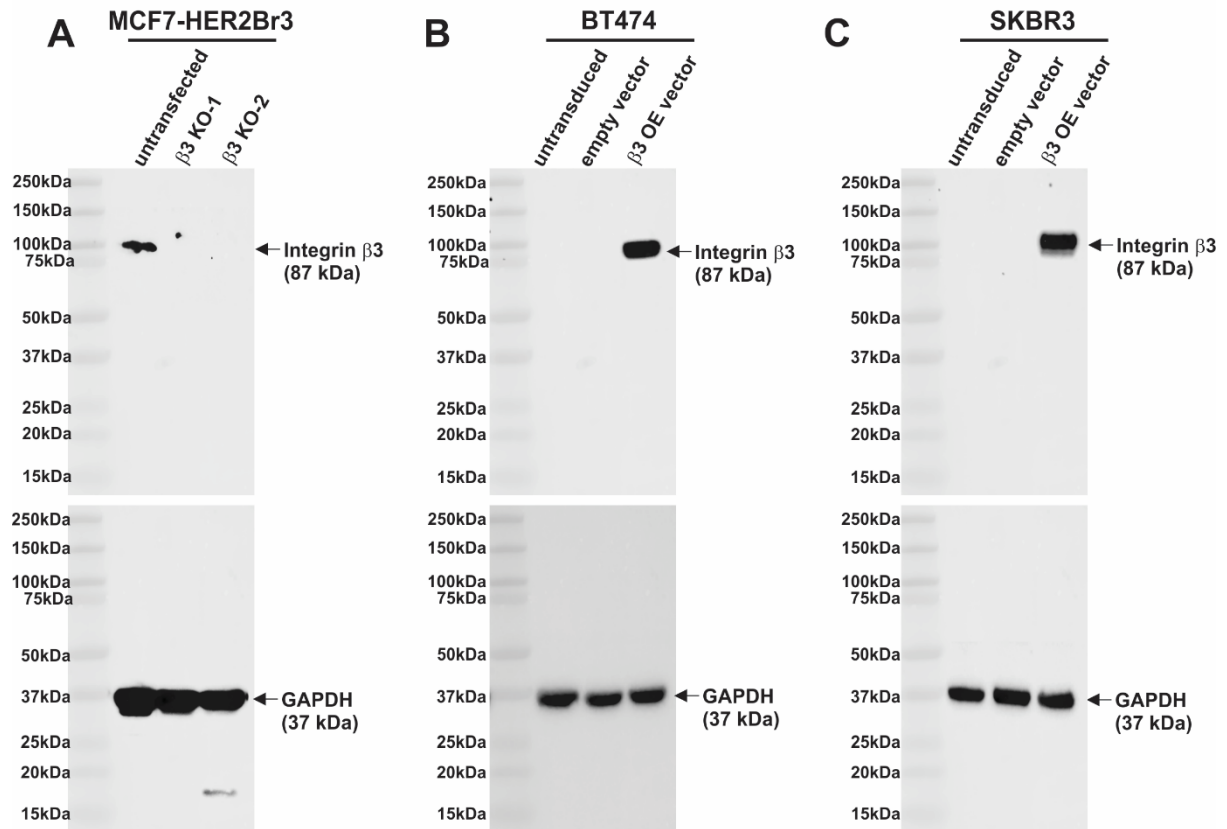 A
MCF7-HER2Br3
untransfected
β3 KO-1
β3 KO-2
250kDa
150kDa
100kDa
75kDa
50kDa
37kDa
25kDa
20kDa
15kDa
Integrin β3
(87 kDa)
250kDa
150kDa
100kDa
75kDa
50kDa
37kDa
25kDa
20kDa
15kDa
GAPDH
(37 kDa)
B
BT474
untransduced
empty vector
β3 OE vector
250kDa
150kDa
100kDa
75kDa
50kDa
37kDa
25kDa
20kDa
15kDa
Integrin β3
(87 kDa)
250kDa
150kDa
100kDa
75kDa
50kDa
37kDa
25kDa
20kDa
15kDa
GAPDH
(37 kDa)
C
SKBR3
untransduced
empty vector
β3 OE vector
250kDa
150kDa
100kDa
75kDa
50kDa
37kDa
25kDa
20kDa
15kDa
Integrin β3
(87 kDa)
250kDa
150kDa
100kDa
75kDa
50kDa
37kDa
25kDa
20kDa
15kDa
GAPDH
(37 kDa)